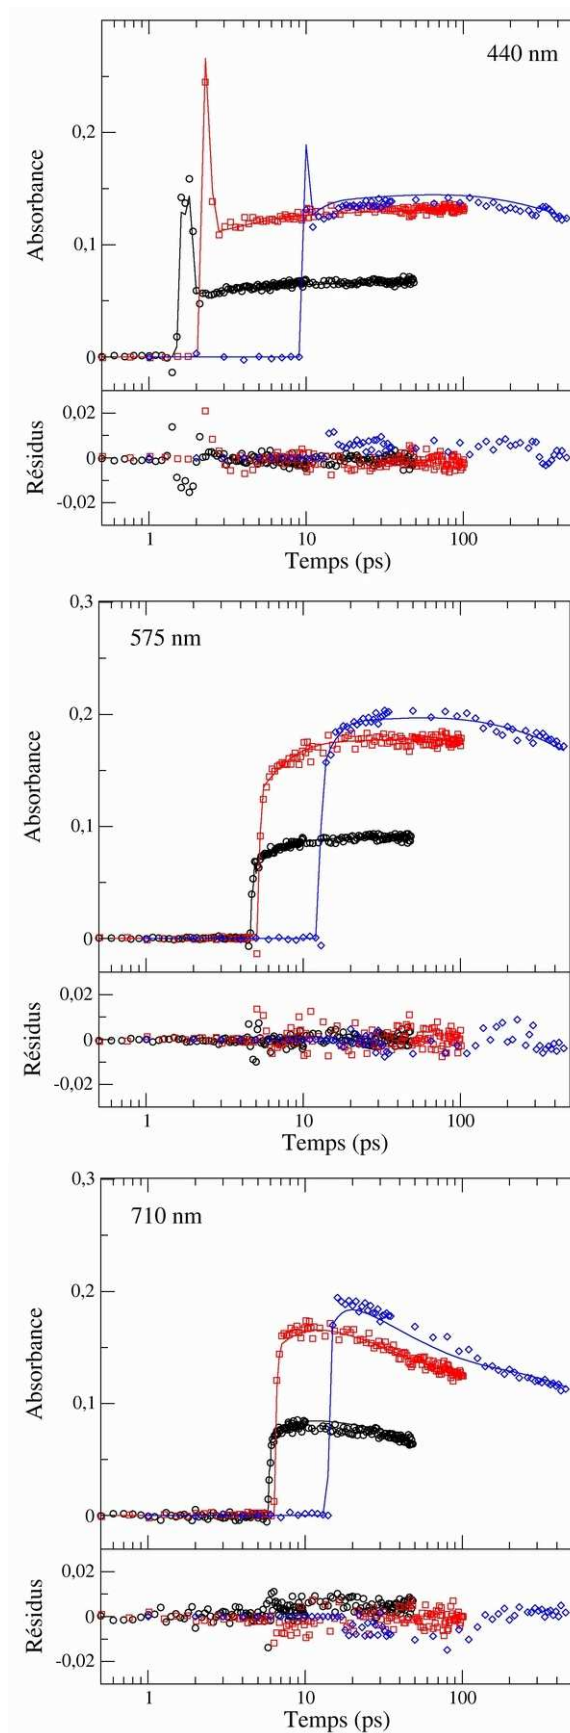 440 nm
0,2
0,1
0
Absorbance
0,02
0
-0,02
Résidus
1 10 100
Temps (ps)
0,3
575 nm
0,2
0,1
0
Absorbance
0,02
0
-0,02
Résidus
1 10 100
Temps (ps)
0,3
710 nm
0,2
0,1
0
Absorbance
0,02
0
-0,02
Résidus
1 10 100
Temps (ps)